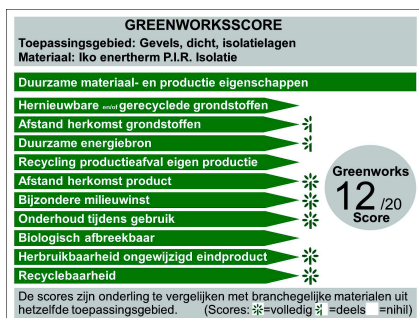 GREENWORKSSCORE
Toepassingsgebied: Gevels, dicht, isolatielagen
Materiaal: Iko enertherm P.I.R. Isolatie
Duurzame materiaal- en productie eigenschappen
Hernieuwbare en/of gerecyclede grondstoffen
Afstand herkomst grondstoffen
Duurzame energiebron
Recycling productieafval eigen productie
Afstand herkomst product
Bijzondere milieuwinst
Onderhoud tijdens gebruik
Biologisch afbreekbaar
Herbruikbaarheid ongewijzigd eindproduct
Recyclebaarheid
Greenworks
12 /20
Score
De scores zijn onderling te vergelijken met branchegelijke materialen uit
hetzelfde toepassingsgebied. (Scores: =volledig =deels =nihil)